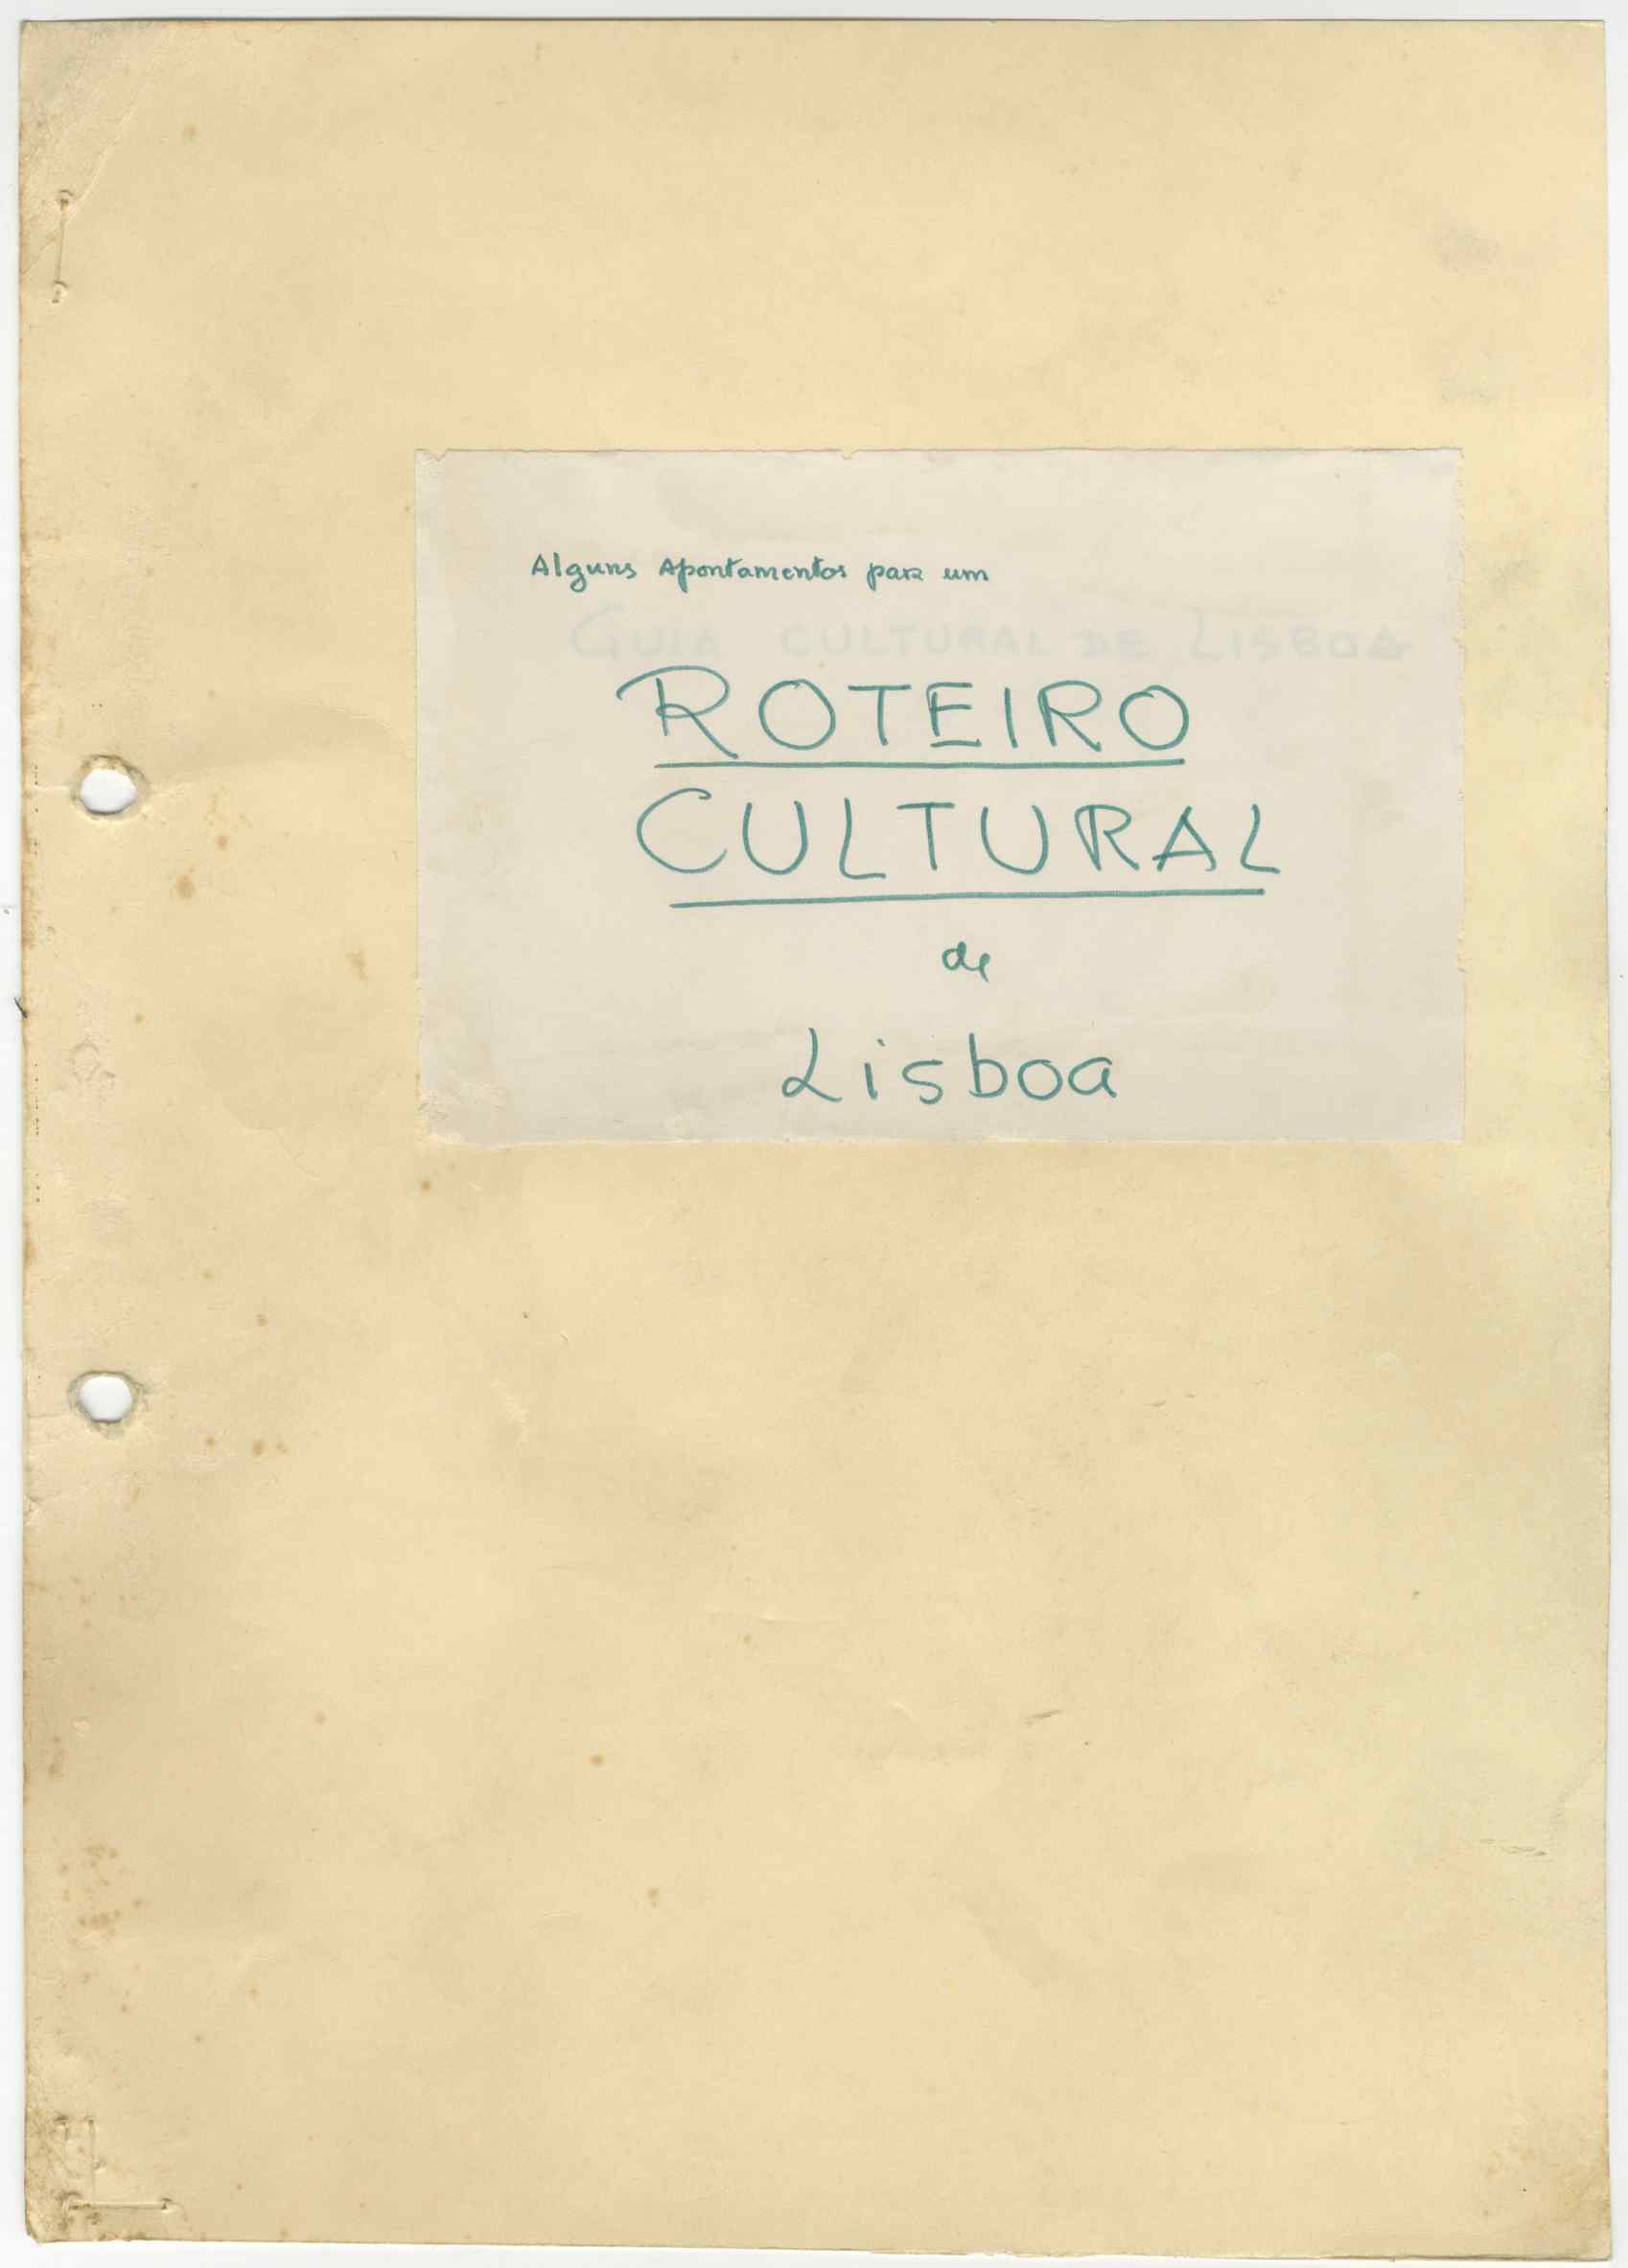 Alguns Apontamentos para um
GUIA CULTURAL DE LISBOA
ROTEIRO
CULTURAL
de
Lisboa